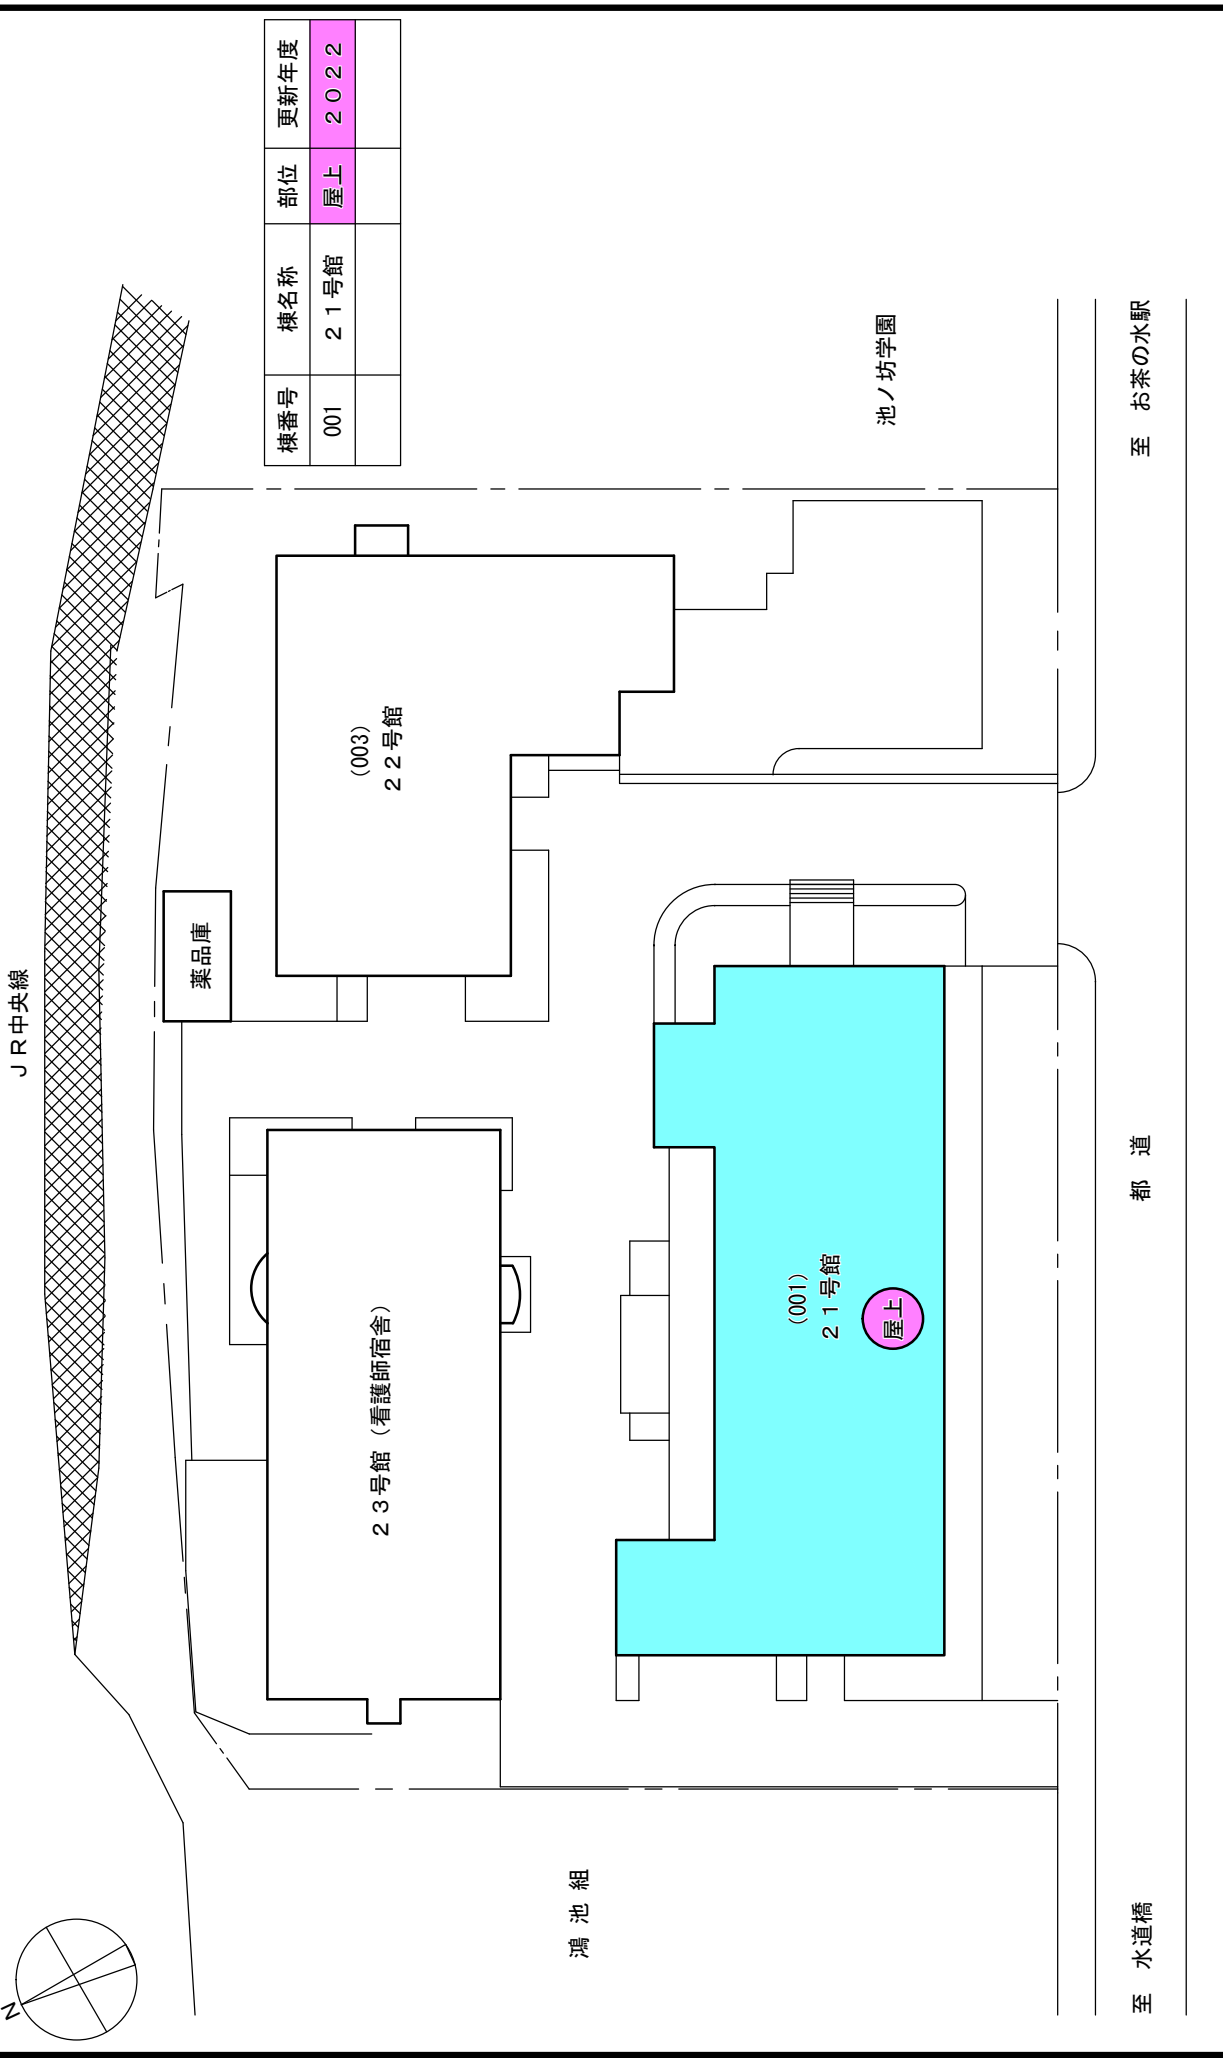 棟番号 棟名称 部位 更新年度
001 ２１号館 屋上 ２０２２
ＪＲ中央線
薬品庫
(003)
２２号館
池ノ坊学園
２３号館（看護師宿舎）
(001)
２１号館
屋上
鴻池組
至 水道橋
都 道
至 お茶の水駅
N